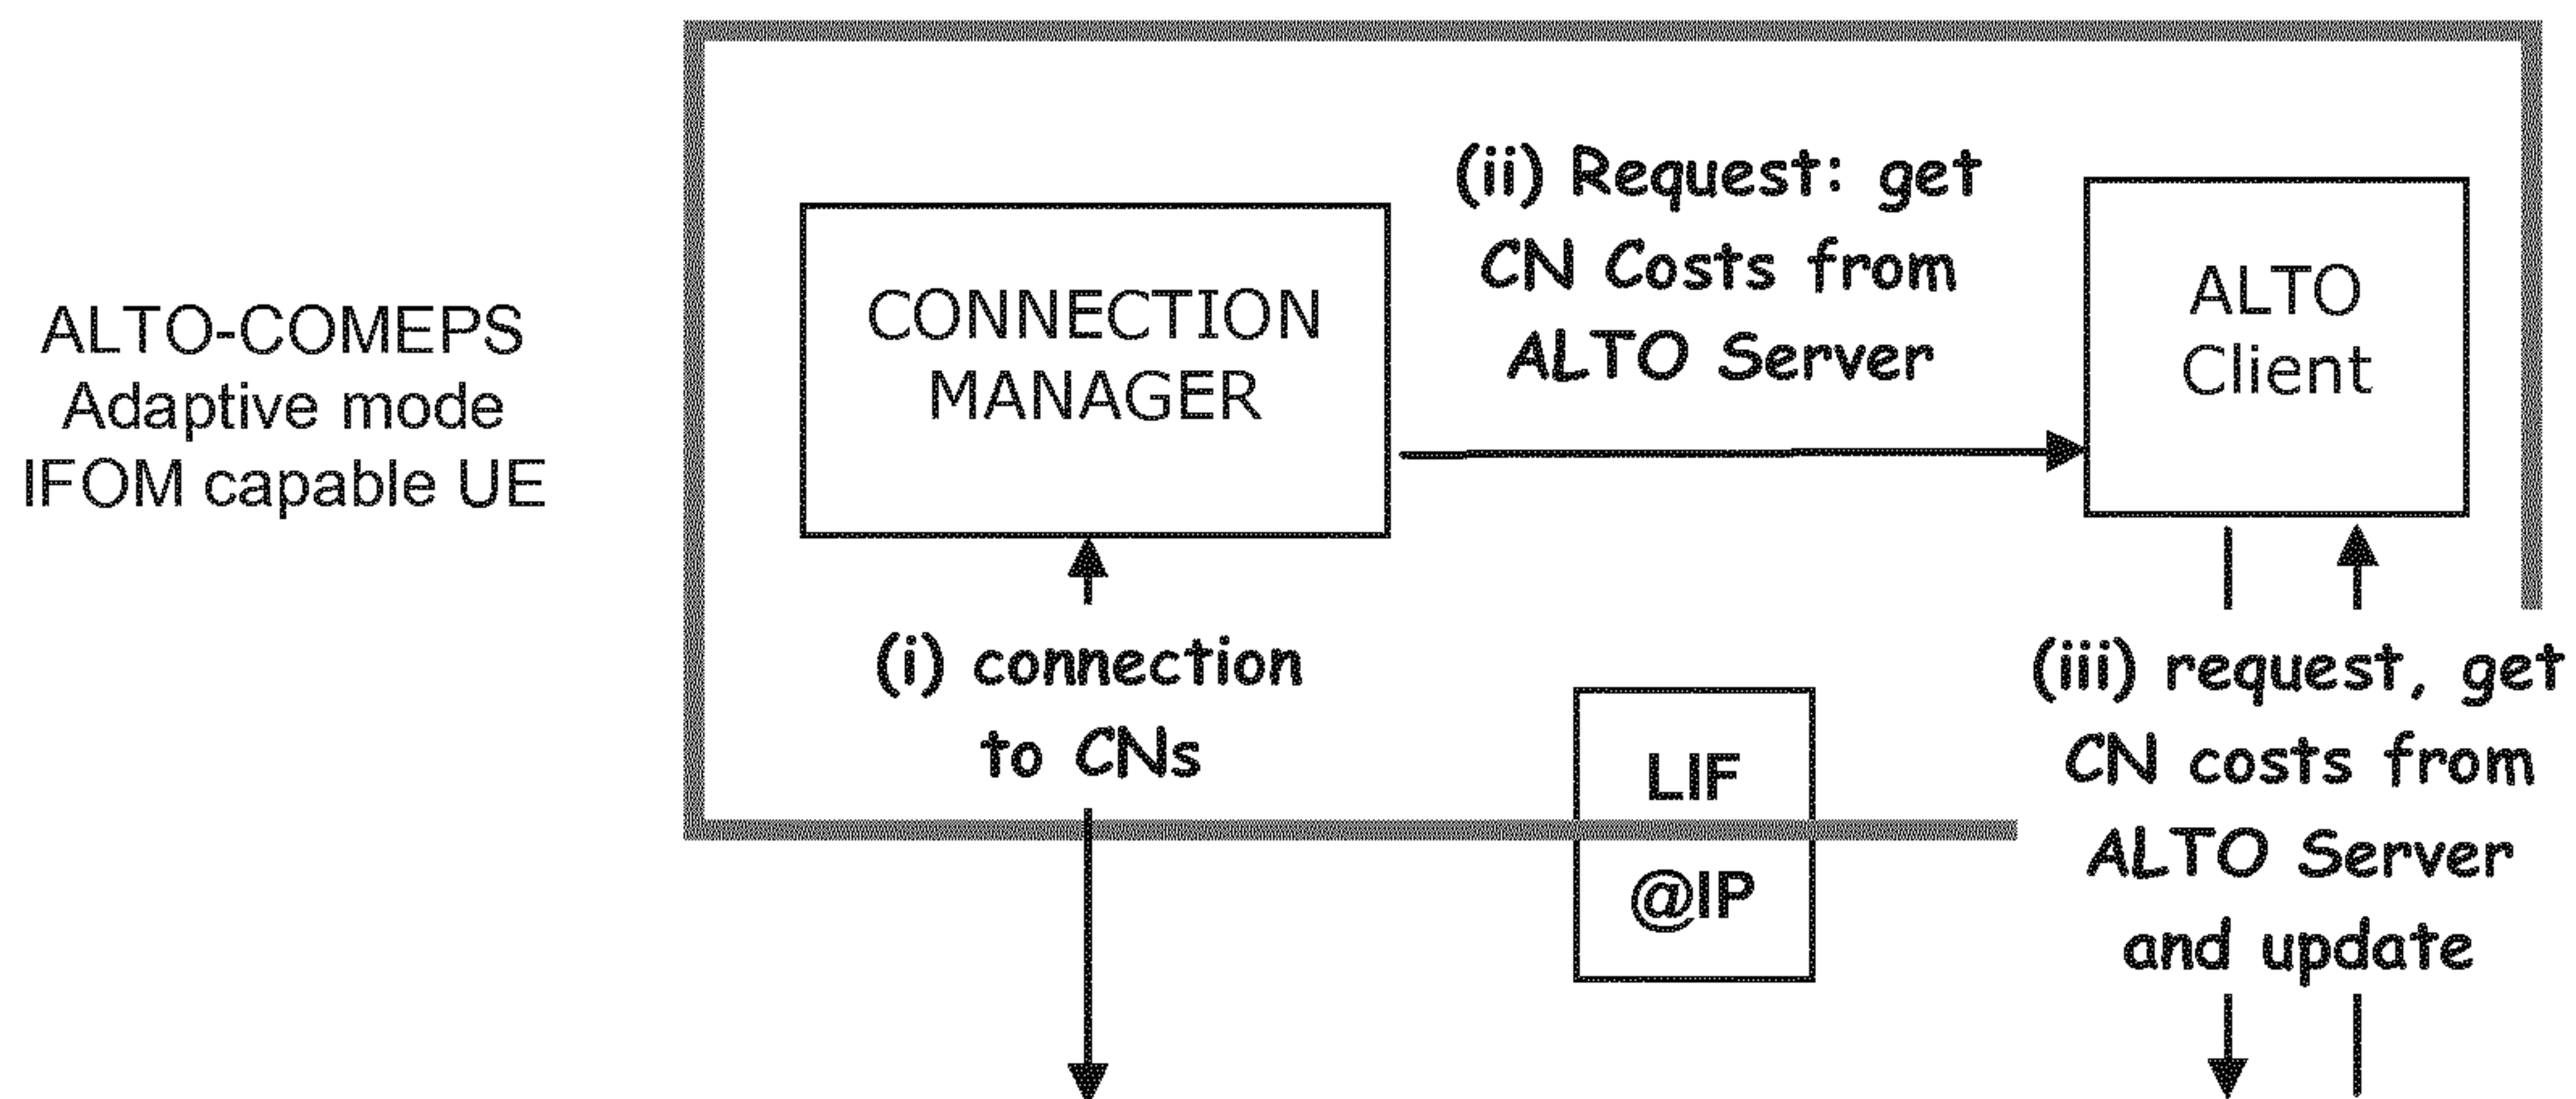 ALTO-COMEPS
Adaptive mode
IFOM capable UE
CONNECTION
MANAGER
(ii) Request: get
CN Costs from
ALTO Server
ALTO
Client
(i) connection
to CNs
LIF
@IP
(iii) request, get
CN costs from
ALTO Server
and update